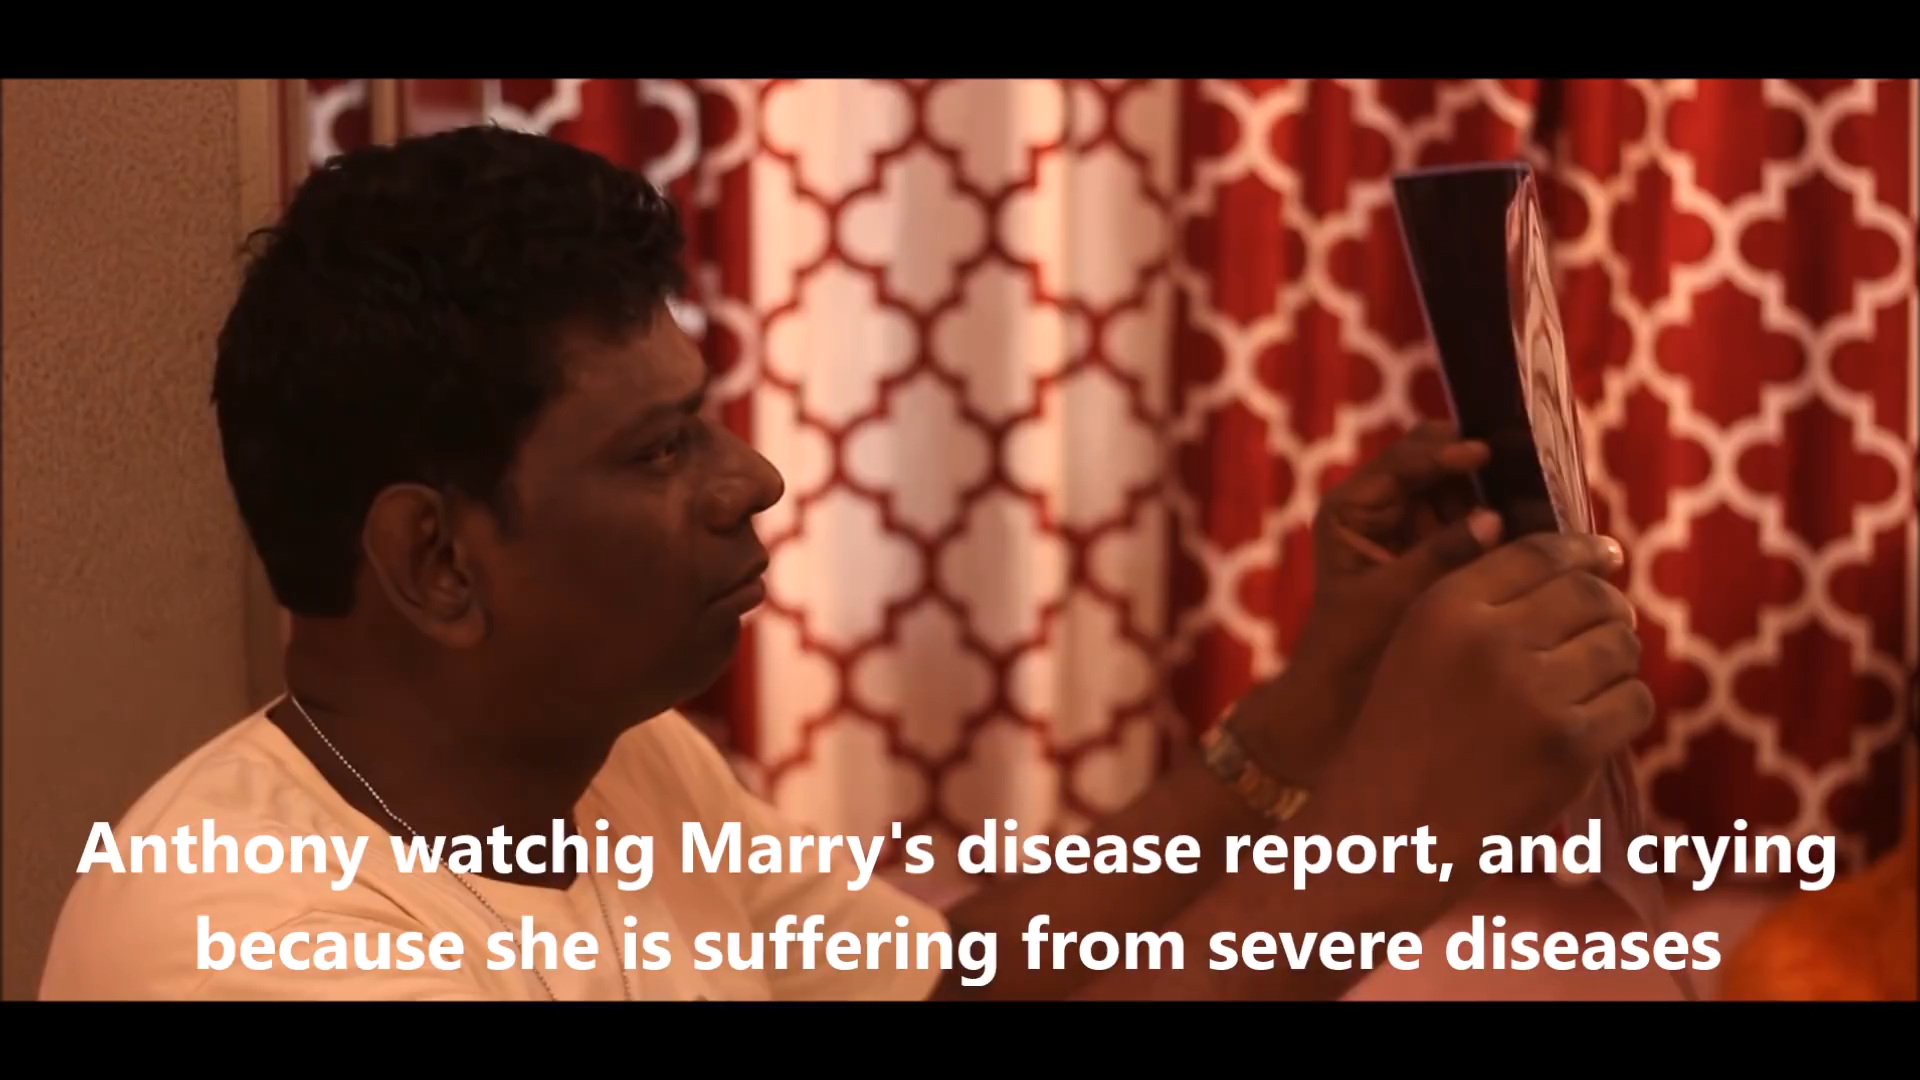 Anthony watchig Marry's disease report, and crying
because she is suffering from severe diseases